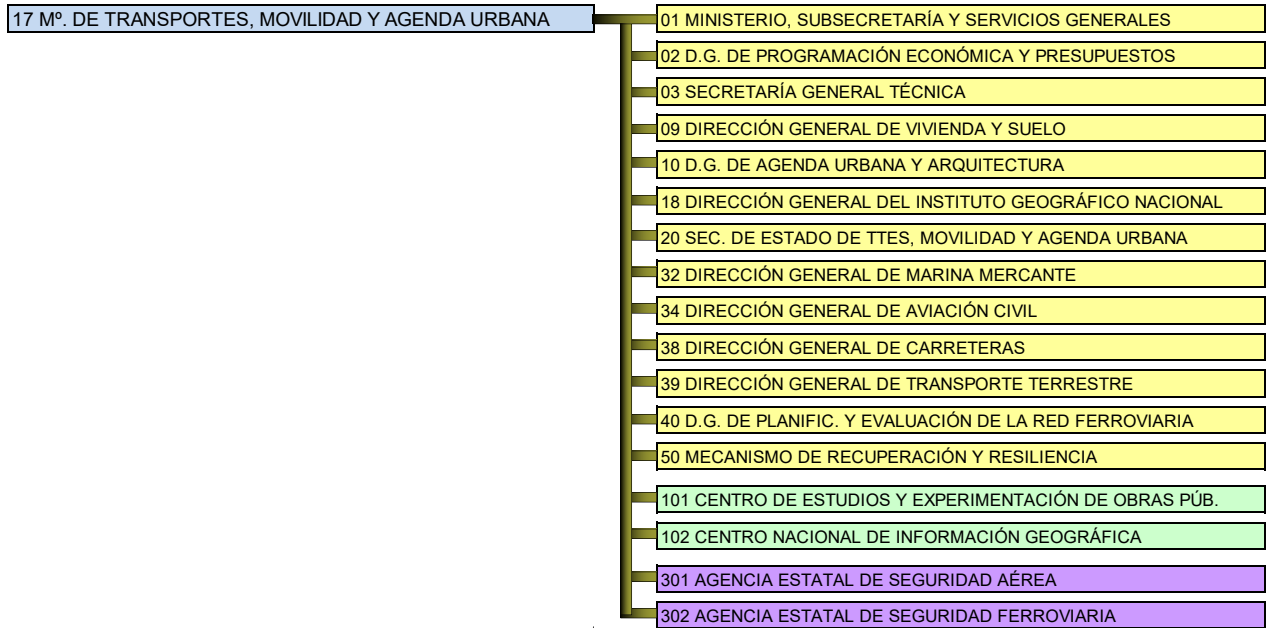 17 Mº. DE TRANSPORTES, MOVILIDAD Y AGENDA URBANA
01 MINISTERIO, SUBSECRETARÍA Y SERVICIOS GENERALES
02 D.G. DE PROGRAMACIÓN ECONÓMICA Y PRESUPUESTOS
03 SECRETARÍA GENERAL TÉCNICA
09 DIRECCIÓN GENERAL DE VIVIENDA Y SUELO
10 D.G. DE AGENDA URBANA Y ARQUITECTURA
18 DIRECCIÓN GENERAL DEL INSTITUTO GEOGRÁFICO NACIONAL
20 SEC. DE ESTADO DE TTES, MOVILIDAD Y AGENDA URBANA
32 DIRECCIÓN GENERAL DE MARINA MERCANTE
34 DIRECCIÓN GENERAL DE AVIACIÓN CIVIL
38 DIRECCIÓN GENERAL DE CARRETERAS
39 DIRECCIÓN GENERAL DE TRANSPORTE TERRESTRE
40 D.G. DE PLANIFIC. Y EVALUACIÓN DE LA RED FERROVIARIA
50 MECANISMO DE RECUPERACIÓN Y RESILIENCIA
101 CENTRO DE ESTUDIOS Y EXPERIMENTACIÓN DE OBRAS PÚB.
102 CENTRO NACIONAL DE INFORMACIÓN GEOGRÁFICA
301 AGENCIA ESTATAL DE SEGURIDAD AÉREA
302 AGENCIA ESTATAL DE SEGURIDAD FERROVIARIA